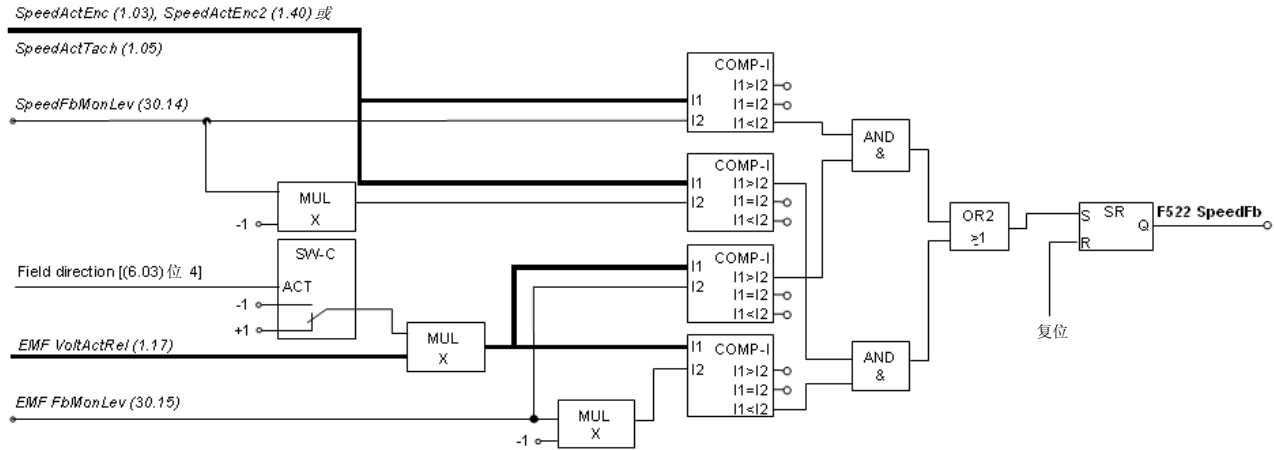 SpeedActEnc (1.03), SpeedActEnc2 (1.40) 或
SpeedActTach (1.05)
COMP-I
I1>I2
I1=I2
I1<I2
I1
I2
SpeedFbMonLev (30.14)
AND
&
COMP-I
I1>I2
I1=I2
I1<I2
I1
I2
MUL
X
-1
OR2
≥1
S SR
Q
R
F522 SpeedFb
SW-C
ACT
-1
+1
Field direction [(6.03) 位 4]
COMP-I
I1>I2
I1=I2
I1<I2
I1
I2
复位
MUL
X
EMF VoltActRel (1.17)
COMP-I
I1>I2
I1=I2
I1<I2
I1
I2
AND
&
EMF FbMonLev (30.15)
MUL
X
-1